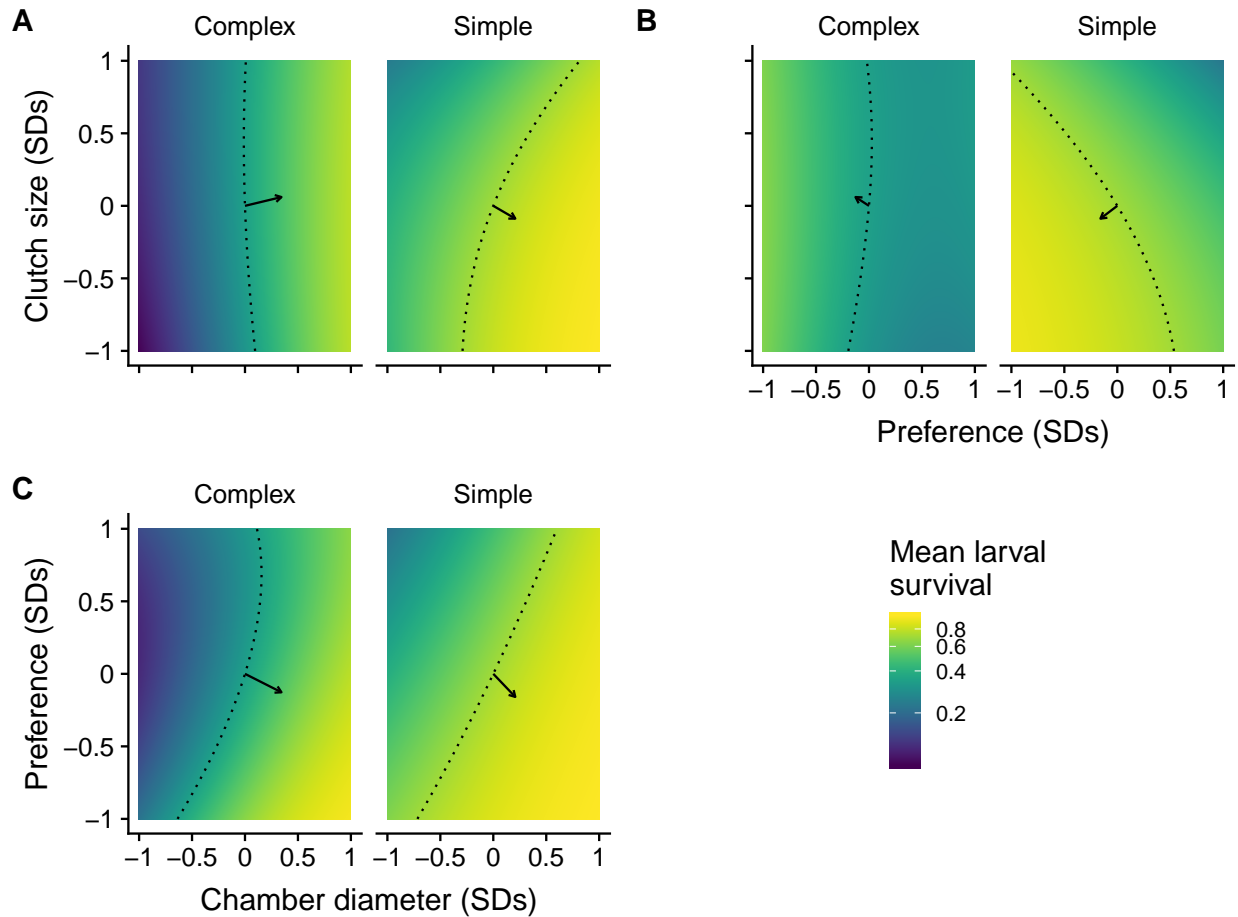 A
Complex
Simple
1
0.5
0
−0.5
−1
Clutch size (SDs)
B
Complex
Simple
−1 −0.5 0 0.5 1
−1 −0.5 0 0.5 1
Preference (SDs)
C
Complex
Simple
1
0.5
0
−0.5
−1
Preference (SDs)
−1 −0.5 0 0.5 1
−1 −0.5 0 0.5 1
Chamber diameter (SDs)
Mean larval
survival
0.8
0.6
0.4
0.2